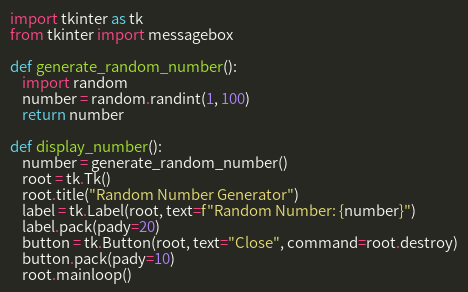 import tkinter as tk
from tkinter import messagebox

def generate_random_number():
    import random
    number = random.randint(1, 100)
    return number

def display_number():
    number = generate_random_number()
    root = tk.Tk()
    root.title("Random Number Generator")
    label = tk.Label(root, text=f"Random Number: {number}")
    label.pack(pady=20)
    button = tk.Button(root, text="Close", command=root.destroy)
    button.pack(pady=10)
    root.mainloop()